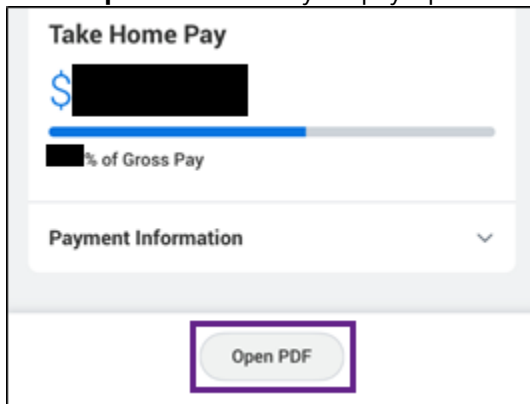 Take Home Pay
$
% of Gross Pay
Payment Information
Open PDF